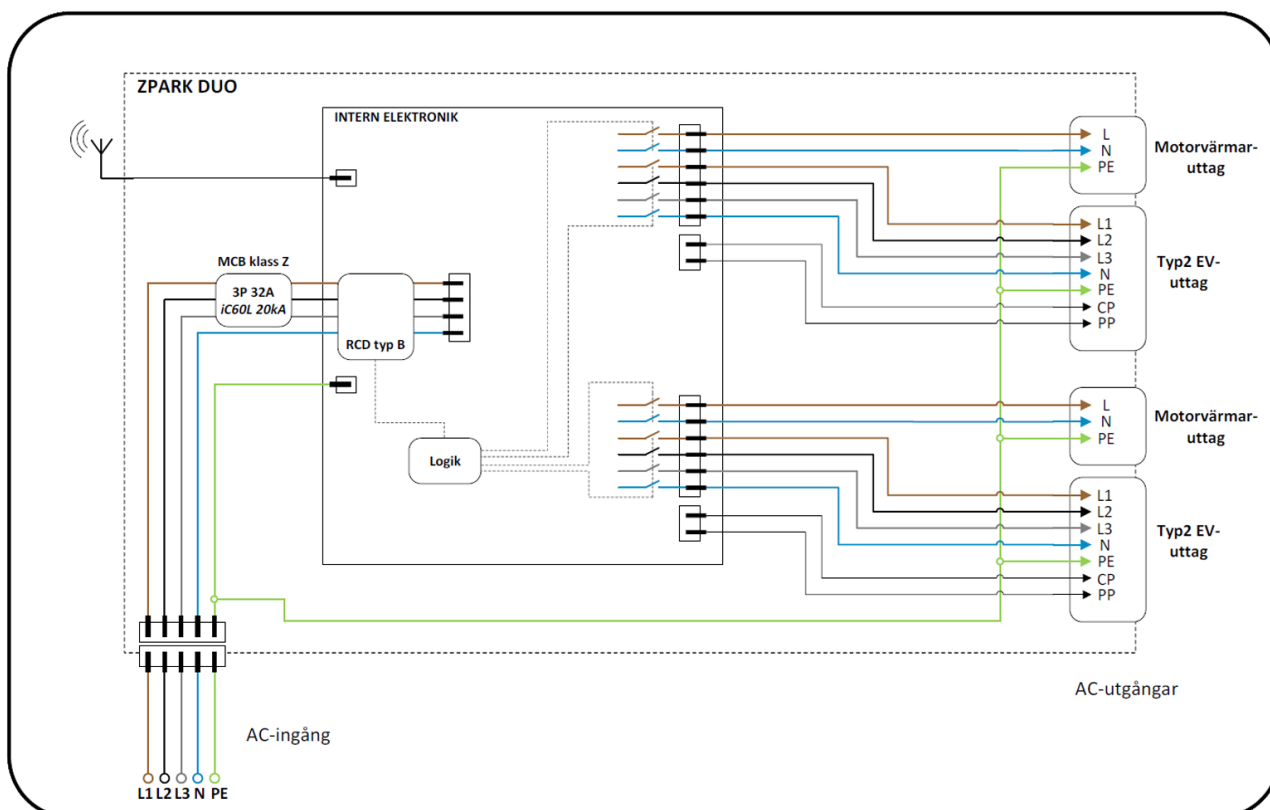 ZPARK DUO
INTERN ELEKTRONIK
MCB klass Z
3P 32A
iC60L 20kA
RCD typ B
Logik
L
N
PE
Motorvärmar-
uttag
L1
L2
L3
N
PE
CP
PP
Typ2 EV-
uttag
L
N
PE
Motorvärmar-
uttag
L1
L2
L3
N
PE
CP
PP
Typ2 EV-
uttag
AC-utgångar
AC-ingång
L1 L2 L3 N PE